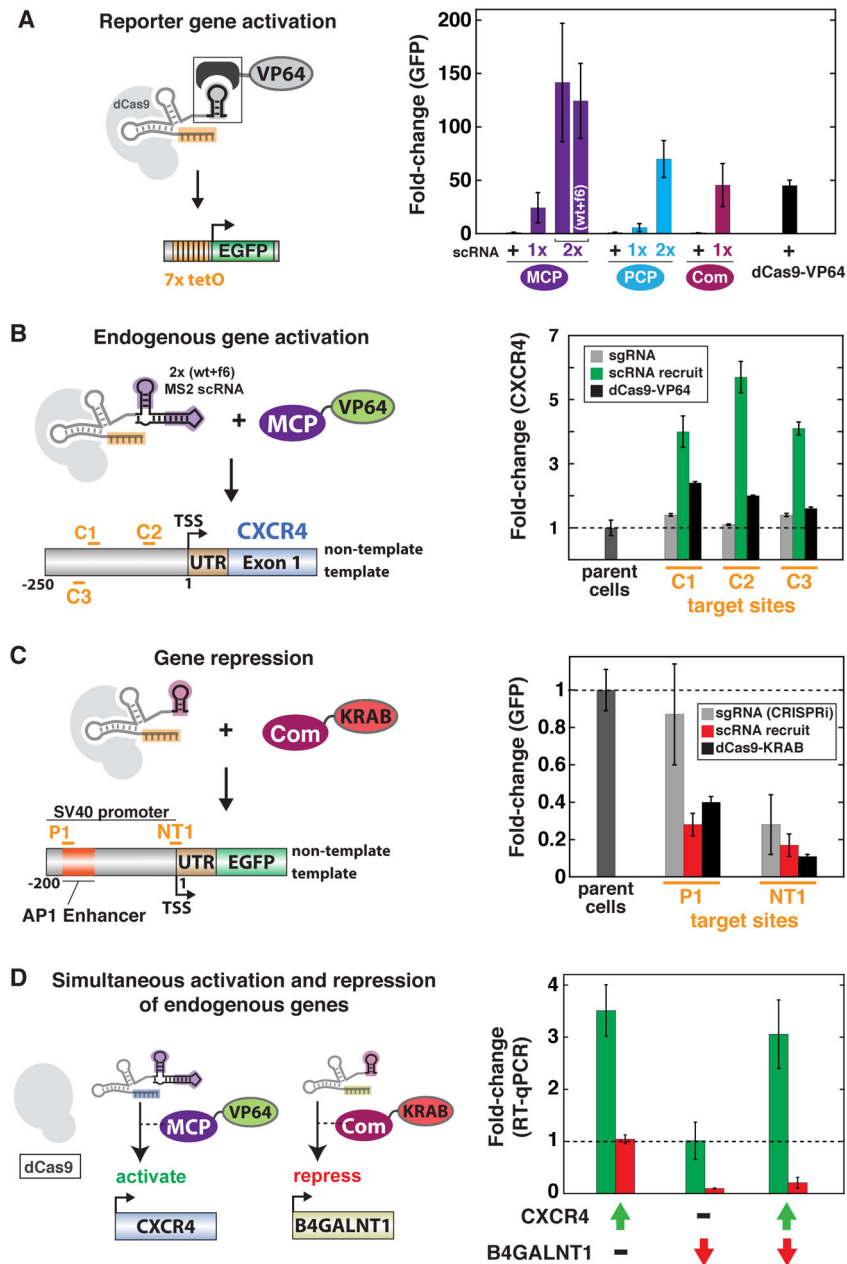 A
Reporter gene activation
dCas9
VP64
EGFP
7x tetO
Fold-change (GFP)
200
150
100
50
0
(wt+f6)
scRNA + 1x 2x + 1x 2x + 1x +
MCP PCP Com dCas9-VP64
B
Endogenous gene activation
2x (wt+f6)
MS2 scRNA
+
MCP
VP64
C1 C2 TSS CXCR4
UTR Exon 1
non-template
template
-250 1
C3
Fold-change (CXCR4)
7
5
3
1
sgRNA
scRNA recruit
dCas9-VP64
parent
cells
C1 C2 C3
target sites
C
Gene repression
+
Com
KRAB
SV40 promoter
P1 NT1
UTR EGFP
non-template
template
-200 1
TSS
AP1 Enhancer
Fold-change (GFP)
1
0.8
0.6
0.4
0.2
0
sgRNA (CRISPRi)
scRNA recruit
dCas9-KRAB
parent
cells
P1 NT1
target sites
D
Simultaneous activation and repression
of endogenous genes
dCas9
MCP
VP64
Com
KRAB
activate repress
CXCR4 B4GALNT1
Fold-change
(RT-qPCR)
4
3
2
1
0
CXCR4 -
B4GALNT1 -